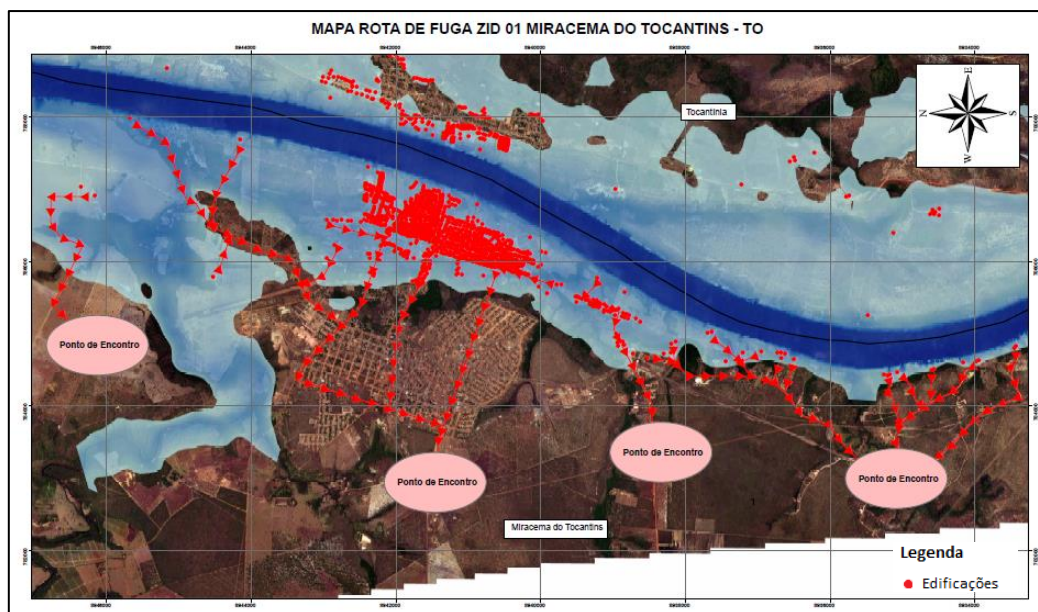 MAPA ROTA DE FUGA ZID 01 MIRACEMA DO TOCANTINS - TO
E
N
S
W
Tocantínia
Ponto de Encontro
Ponto de Encontro
Ponto de Encontro
Ponto de Encontro
Miracema do Tocantins
Legenda
Edificações